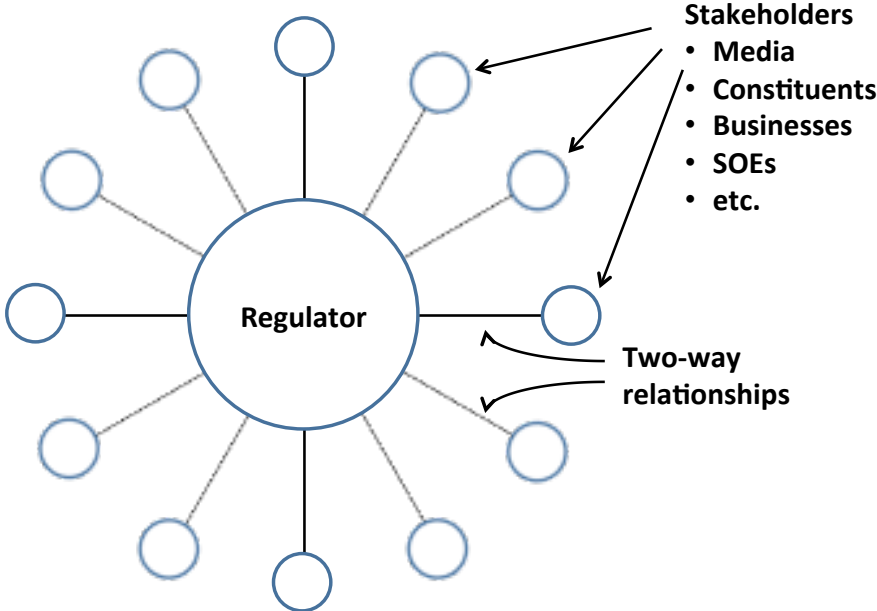 Stakeholders
• Media
• Constituents
• Businesses
• SOEs
• etc.
Regulator
Two-way
relationships